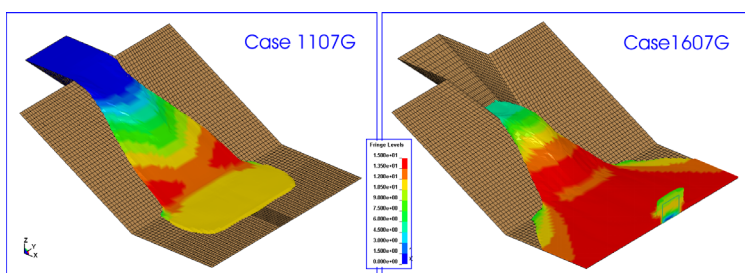 Case 1107G
Case1607G
Fringe Levels
1.500e+01
1.350e+01
1.200e+01
1.050e+01
9.000e+00
7.500e+00
6.000e+00
4.500e+00
3.000e+00
1.500e+00
0.000e+00
Z
Y
X